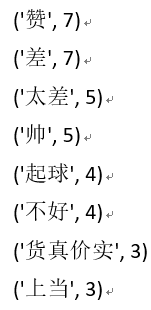 ('赞', 7)
('差', 7)
('太差', 5)
('帅', 5)
('起球', 4)
('不好', 4)
('货真价实', 3)
('上当', 3)